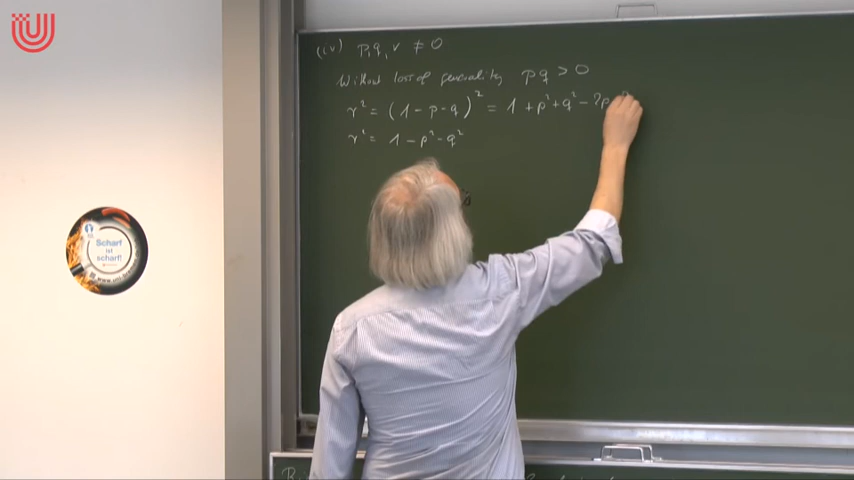 (iv) p, q, r ≠ 0
Without loss of generality pq > 0
r² = (1 - p - q)² = 1 + p² + q² - 2p
r² = 1 - p² - q²
Scharf
ist
scharf!